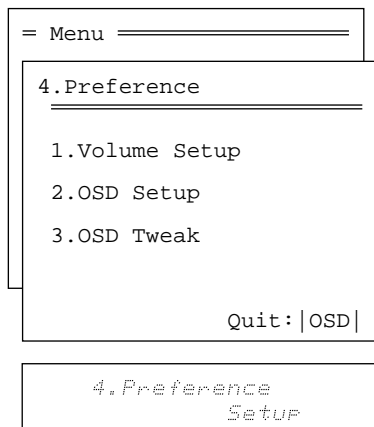 = Menu
4.Preference
1.Volume Setup
2.OSD Setup
3.OSD Tweak
Quit:|OSD|
4.Preference
Setup